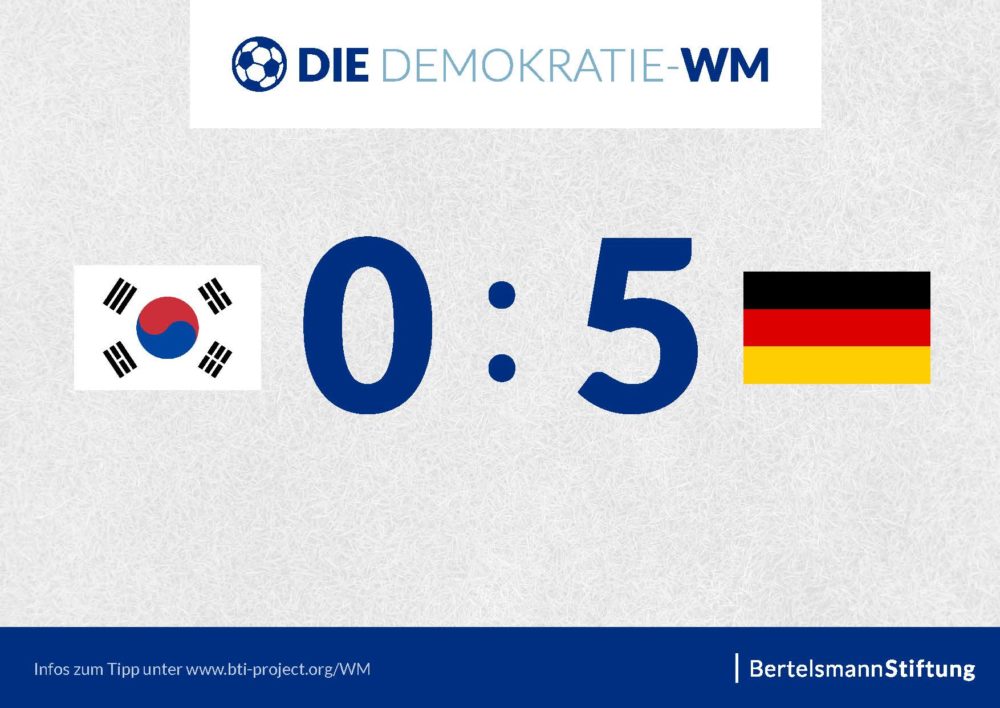 DIE DEMOKRATIE-WM
0 : 5
Infos zum Tipp unter www.bti-project.org/WM
BertelsmannStiftung